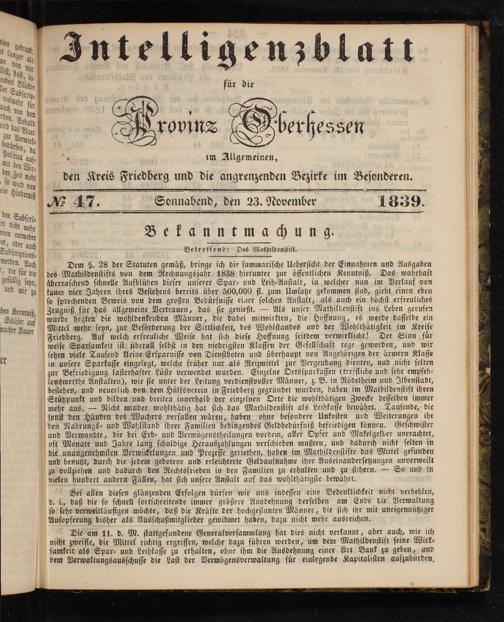 Intelligenzblatt
für die
Provinz Oberhessen
im Allgemeinen,
den Kreis Friedberg und die angrenzenden Bezirke im Besonderen.
№ 47. Sonnabend, den 23. November 1839.
Bekanntmachung.
Betreffend: Das Mathildenstift.
Dem §. 28 der Statuten gemäß, bringe ich die summarische Uebersicht der Einnahmen und Ausgaben
des Mathildenstifts von dem Rechnungsjahr 1838 hierunter zur öffentlichen Kenntniß. Das wahrhaft
überraschend schnelle Aufblühen dieser unserer Spar- und Leih-Anstalt, in welcher nun im Verlauf von
kaum vier Jahren ihres Bestehens bereits über 560,000 fl. zum Umsatz gekommen sind, giebt einen eben
so sprechenden Beweis von dem großen Bedürfnisse einer solchen Anstalt, als auch ein höchst erfreuliches
Zeugniß für das allgemeine Vertrauen, das sie genießt. — Als unser Mathildenstift ins Leben gerufen
wurde hegten die wohldenkenden Männer, die dabei mitwirkten, die Hoffnung, es werde dasselbe ein
Mittel mehr seyn, zur Beförderung der Sittlichkeit, des Wohlstandes und der Wohlthätigkeit im Kreise
Friedberg. Auf welch erfreuliche Weise hat sich diese Hoffnung seitdem verwirklicht! Der Sinn für
weise Sparsamkeit ist überall selbst in den niedrigsten Klassen der Gesellschaft rege geworden, und wir
sehen viele Tausend kleine Ersparnisse von Dienstboten und überhaupt von Angehörigen der ärmern Klasse
in unsere Sparkasse eingelegt, welche früher nur als Reizmittel zur Vergeudung dienten, und nicht selten
zur Befriedigung lasterhafter Lüste verwendet wurden. Einzelne Ortssparkassen (treffliche und sehr empfeh-
lenswerthe Anstalten), wie sie unter der Leitung verdienstvoller Männer, z. B. in Rödelheim und Ilbenstadt,
bestehen, und neuerlich von dem Hülfsverein in Friedberg gegründet wurden, haben im Mathildenstift ihren
Stützpunkt und bilden und breiten innerhalb der einzelnen Orte die wohlthätigen Zwecke desselben immer
mehr aus. — Nicht minder wohlthätig hat sich das Mathildenstift als Leihkasse bewährt. Tausende, die
sonst den Händen des Wuchers verfallen wären, haben ohne besondere Unkosten und Weiterungen ihr
den Nahrungs- und Wohlstand ihrer Familien bedingendes Geldbedürfniß befriedigen können. Geschwister
und Verwandte, die bei Erb- und Vermögenstheilungen vordem, aller Opfer und Mäkelgesuer ungeachtet,
oft Monate und Jahre lang schuldige Herauszahlungen verschieben mußten, und dadurch nicht selten in
die unangenehmsten Verwickelungen und Prozesse geriethen, haben im Mathildenstifte das Mittel gefunden
und benutzt, durch die jedem gebotene und erleichterte Geldaufnahme ihre Auseinandersetzungen unverweilt
zu vollziehen und dadurch den Rechtsfrieden in den Familien zu erhalten und zu sichern. — So und in
vielen hundert andern Fällen, hat sich unsere Anstalt auf das wohlthätigste bewährt.
Bei allen diesen glänzenden Erfolgen dürfen wir uns indessen eine Bedenklichkeit nicht verhehlen,
d. i., daß die so schnell fortschreitende immer größere Ausdehnung derselben am Ende die Verwaltung
so sehr verweitläufigen möchte, daß die Kräfte der hochgesinnten Männer, die sich ihr mit uneigennütziger
Aufopferung bisher als Ausschußmitglieder gewidmet haben, dazu nicht mehr ausreichen.
Die am 11. d. M. stattgefundene Generalversammlung hat dies nicht verkannt, aber auch, wie ich
nicht zweifle, die Mittel richtig ergriffen, welche dazu führen werden, um dem Mathildenstift seine Wirk-
samkeit als Spar- und Leihkasse zu erhalten, ohne ihm die Ausdehnung einer Art Bank zu geben, und
dem Verwaltungsausschusse die Last der Vermögensverwaltung für einlegende Kapitalisten aufzubürden,